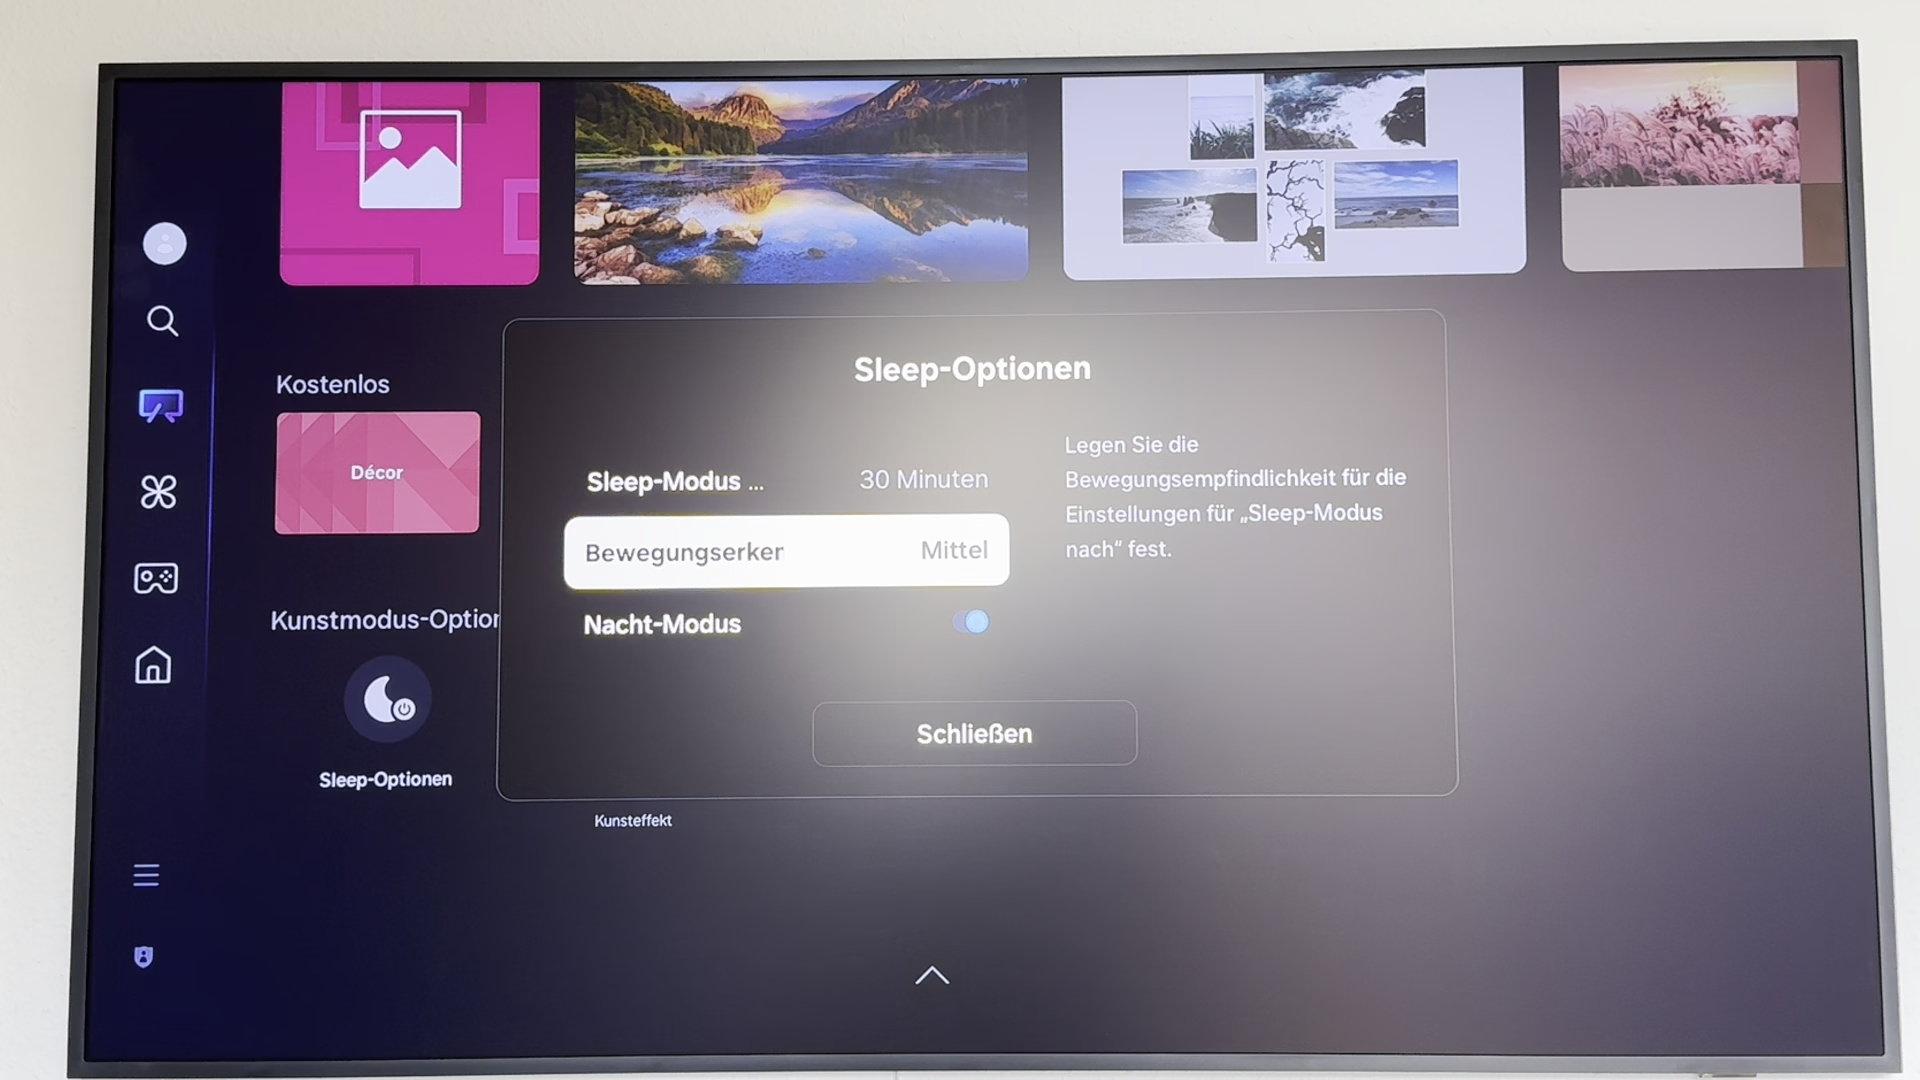 Kostenlos
Décor
Kunstmodus-Option
Sleep-Optionen
Sleep-Optionen
Sleep-Modus ... 30 Minuten
Bewegungserker Mittel
Nacht-Modus
Legen Sie die
Bewegungsempfindlichkeit für die
Einstellungen für „Sleep-Modus
nach“ fest.
Schließen
Kunsteffekt